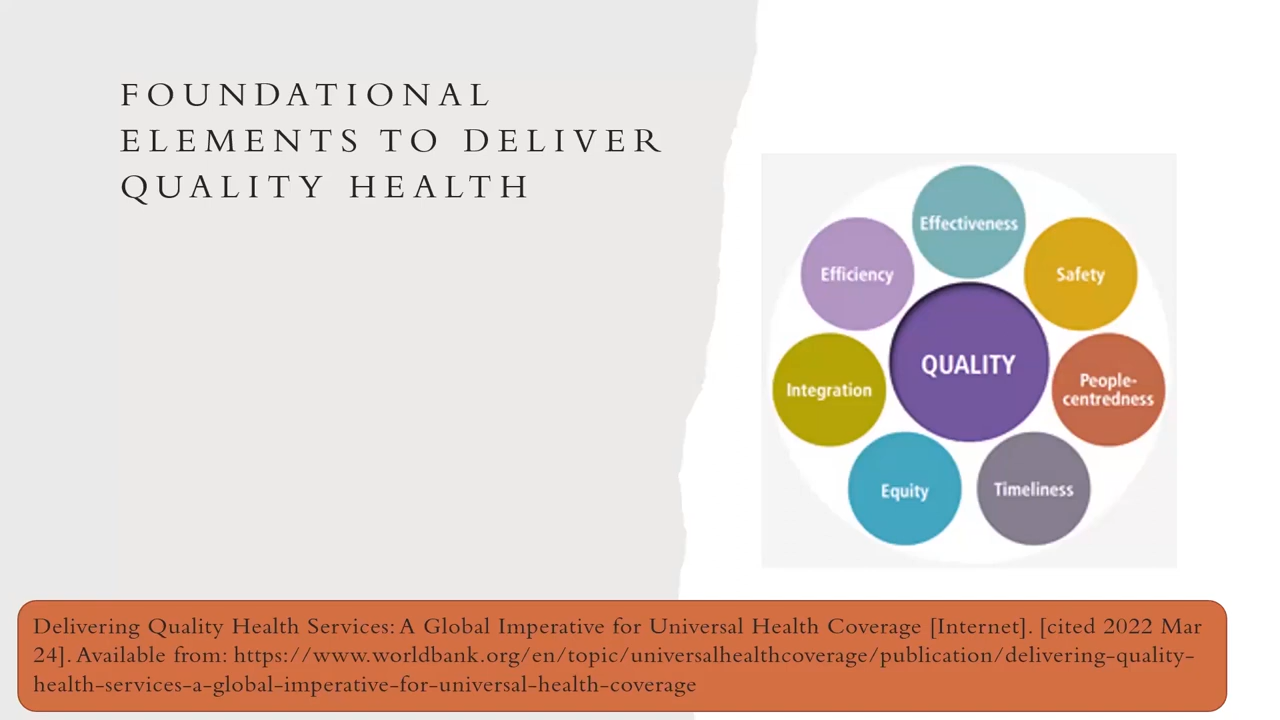 FOUNDATIONAL
ELEMENTS TO DELIVER
QUALITY HEALTH
Effectiveness
Efficiency
Safety
QUALITY
Integration
People-
centredness
Equity
Timeliness
Delivering Quality Health Services: A Global Imperative for Universal Health Coverage [Internet]. [cited 2022 Mar
24]. Available from: https://www.worldbank.org/en/topic/universalhealthcoverage/publication/delivering-quality-
health-services-a-global-imperative-for-universal-health-coverage